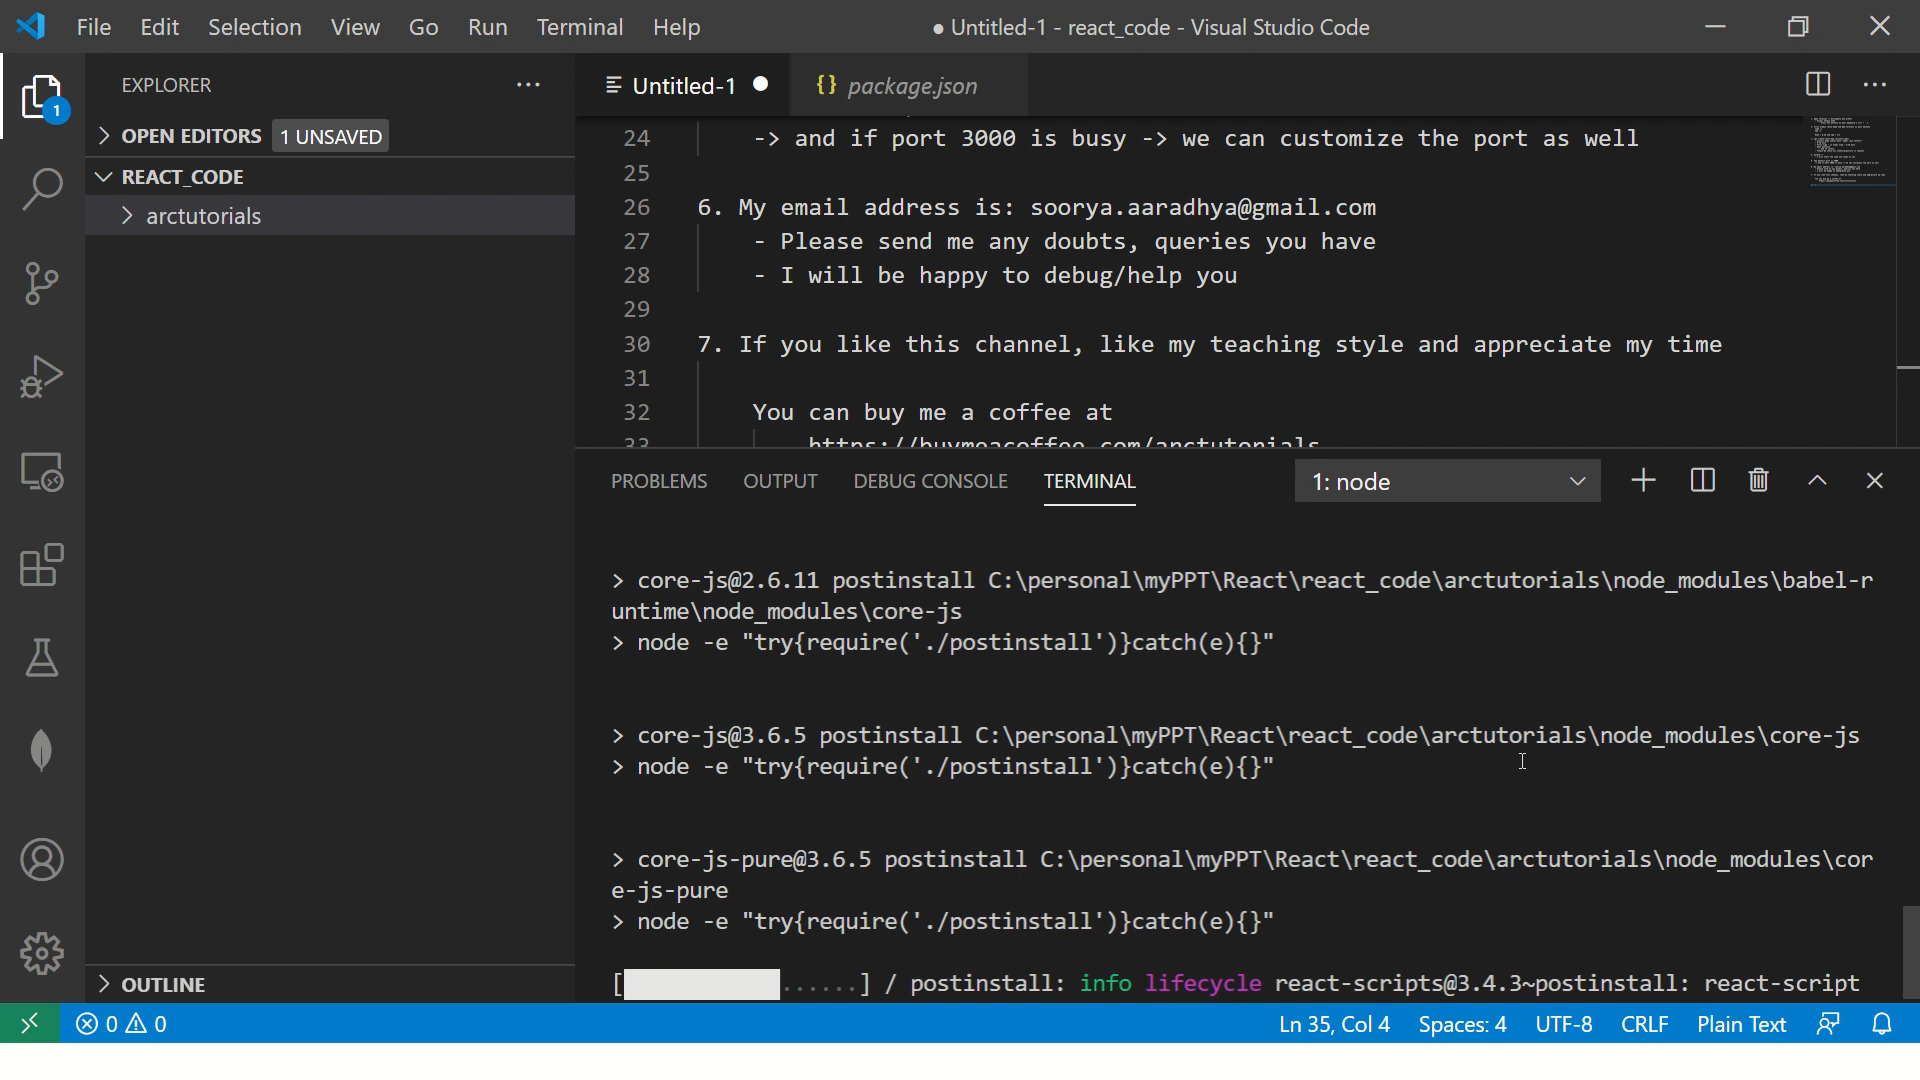 File Edit Selection View Go Run Terminal Help
● Untitled-1 - react_code - Visual Studio Code
EXPLORER
1
OPEN EDITORS 1 UNSAVED
REACT_CODE
arctutorials
OUTLINE
Untitled-1
{} package.json
24 -> and if port 3000 is busy -> we can customize the port as well
25
26 6. My email address is: soorya.aaradhya@gmail.com
27 - Please send me any doubts, queries you have
28 - I will be happy to debug/help you
29
30 7. If you like this channel, like my teaching style and appreciate my time
31
32 You can buy me a coffee at
33 https://buymeacoffee.com/arctutorials
PROBLEMS OUTPUT DEBUG CONSOLE TERMINAL 1: node
> core-js@2.6.11 postinstall C:\personal\myPPT\React\react_code\arctutorials\node_modules\babel-r
untime\node_modules\core-js
> node -e "try{require('./postinstall')}catch(e){}"
> core-js@3.6.5 postinstall C:\personal\myPPT\React\react_code\arctutorials\node_modules\core-js
> node -e "try{require('./postinstall')}catch(e){}"
> core-js-pure@3.6.5 postinstall C:\personal\myPPT\React\react_code\arctutorials\node_modules\cor
e-js-pure
> node -e "try{require('./postinstall')}catch(e){}"
[ ......] / postinstall: info lifecycle react-scripts@3.4.3~postinstall: react-script
0 0 Ln 35, Col 4 Spaces: 4 UTF-8 CRLF Plain Text